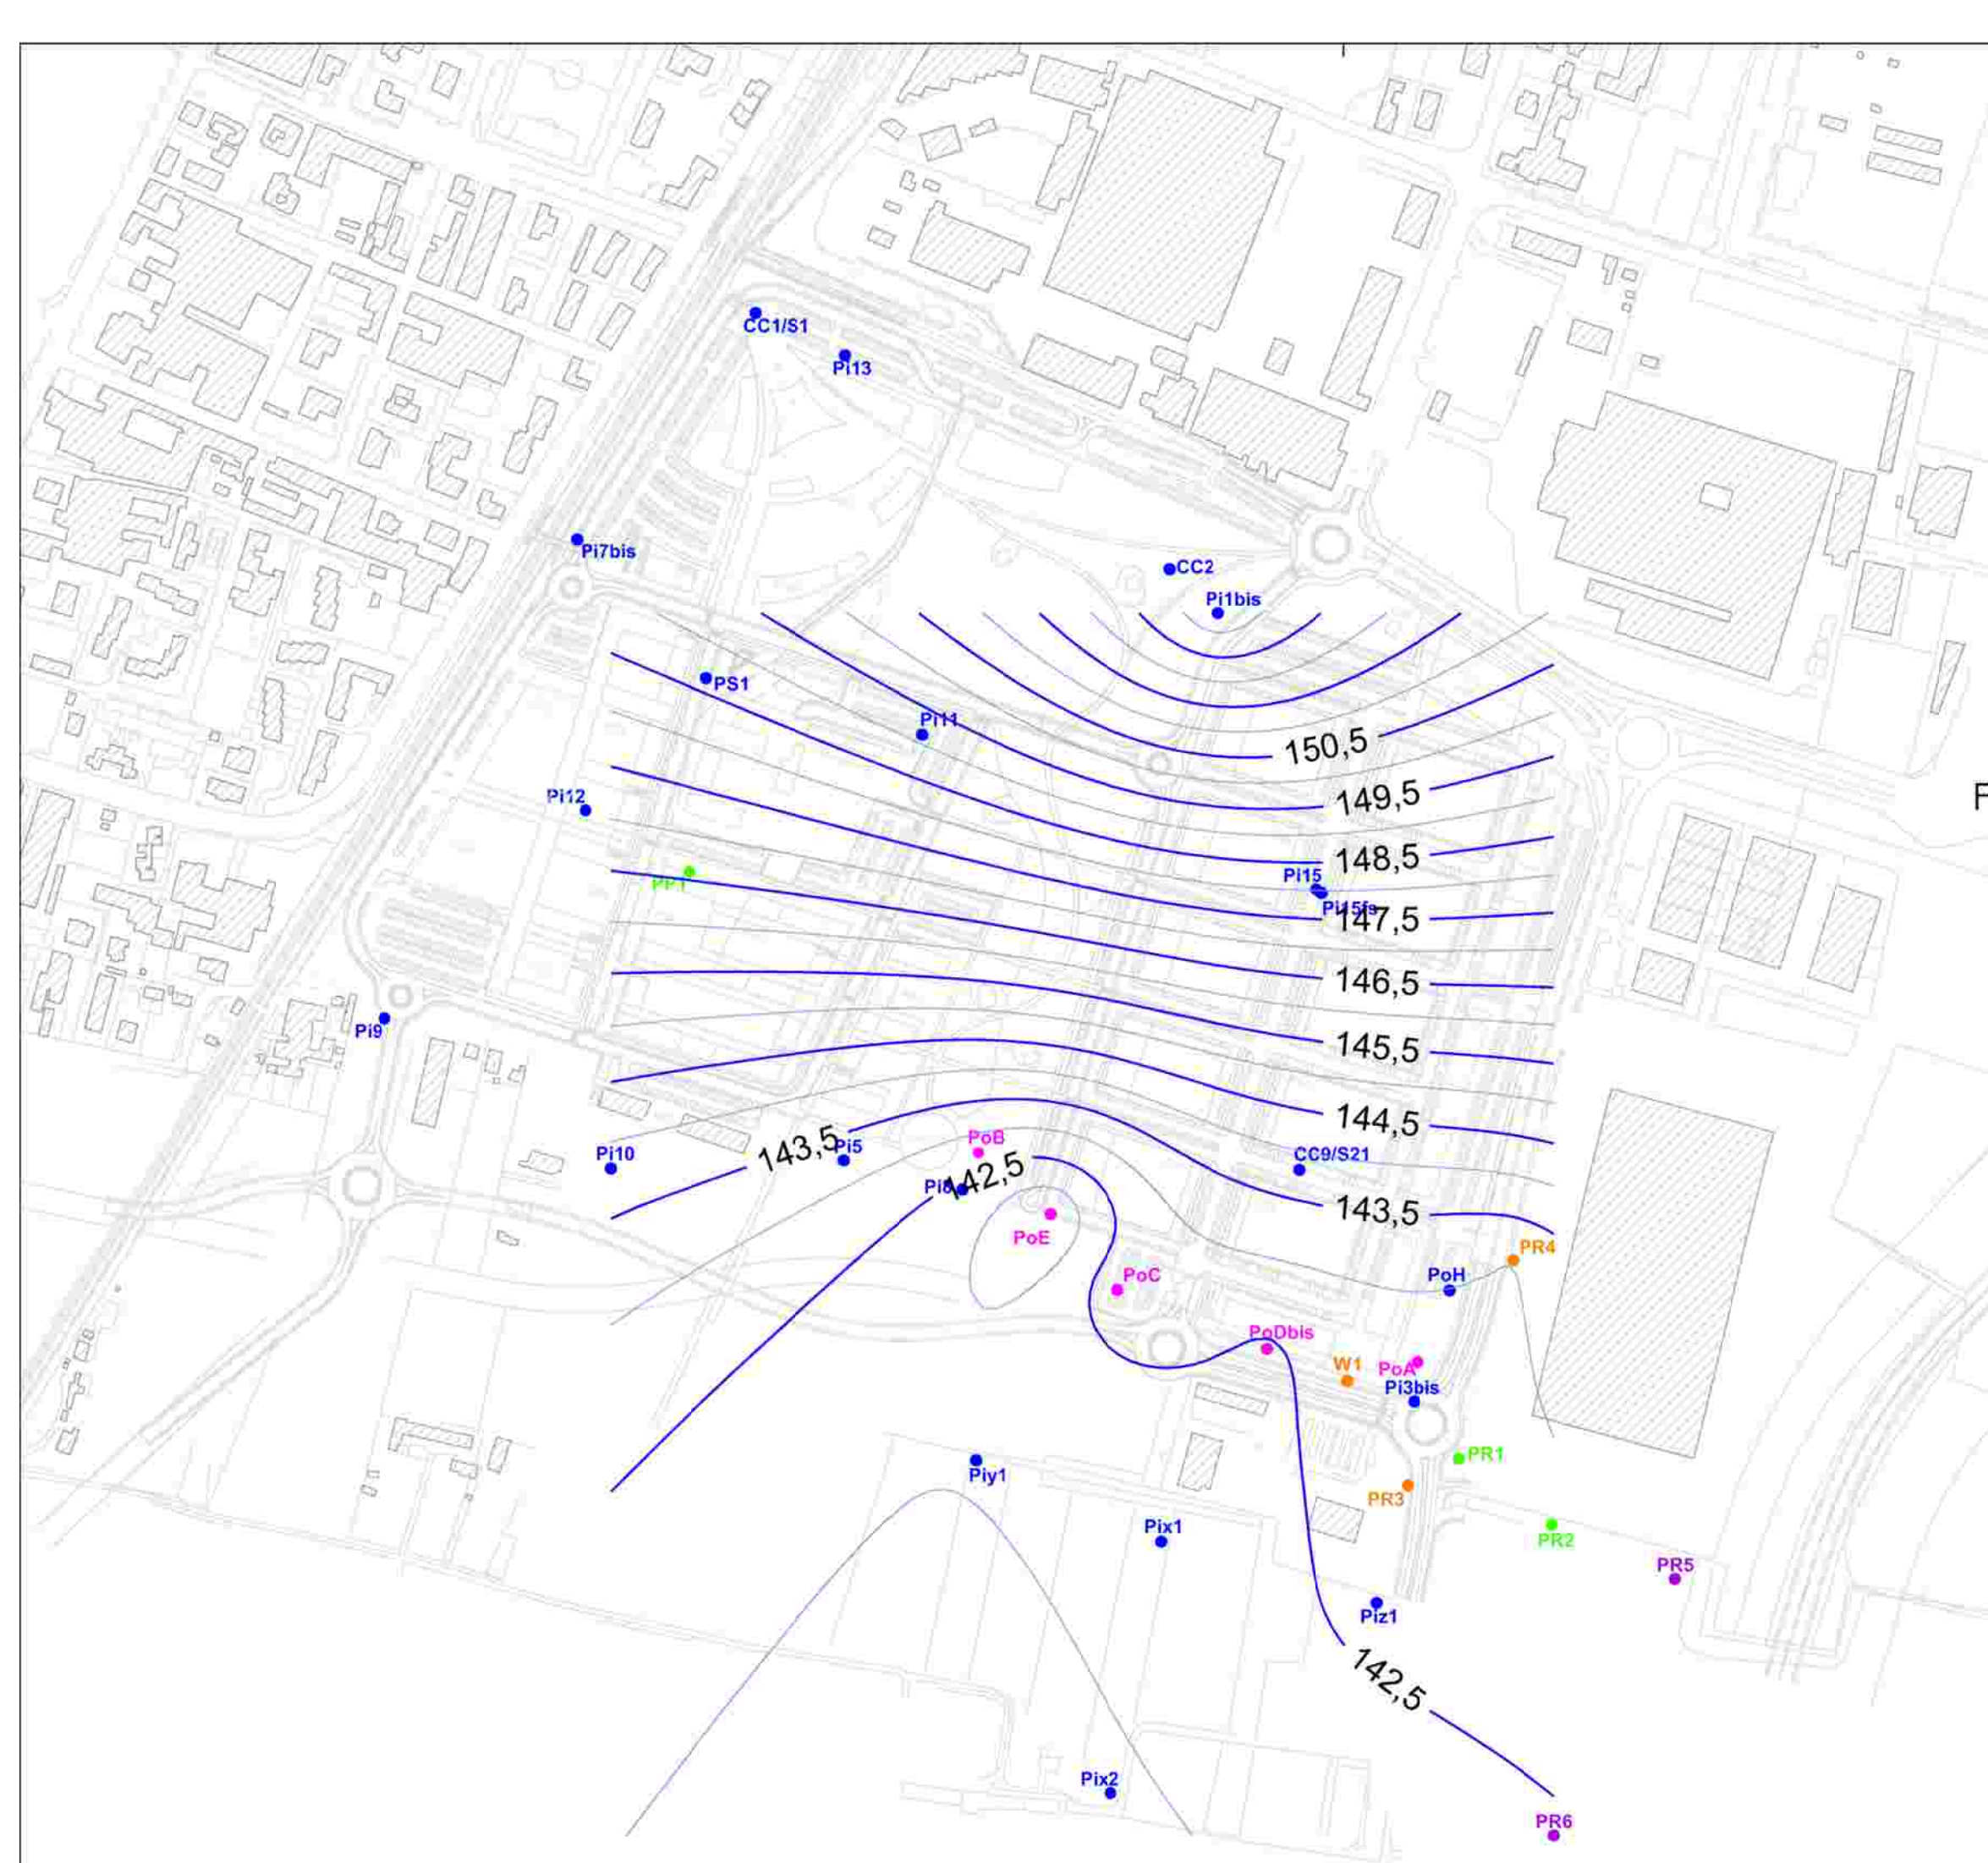 CC1/S1
Pi13
Pi7bis
CC2
Pi1bis
PS1
Pi11
150,5
F
149,5
Pi12
148,5
Pi15
PP1
Pi15fs
147,5
146,5
Pi9
145,5
144,5
PoB
143,5
Pi5
Pi10
CC9/S21
142,5
Pi8
143,5
PoE
PR4
PoC
PoH
PoDbis
W1
PoA
Pi3bis
PR1
Piy1
PR3
Pix1
PR2
PR5
Piz1
142,5
Pix2
PR6